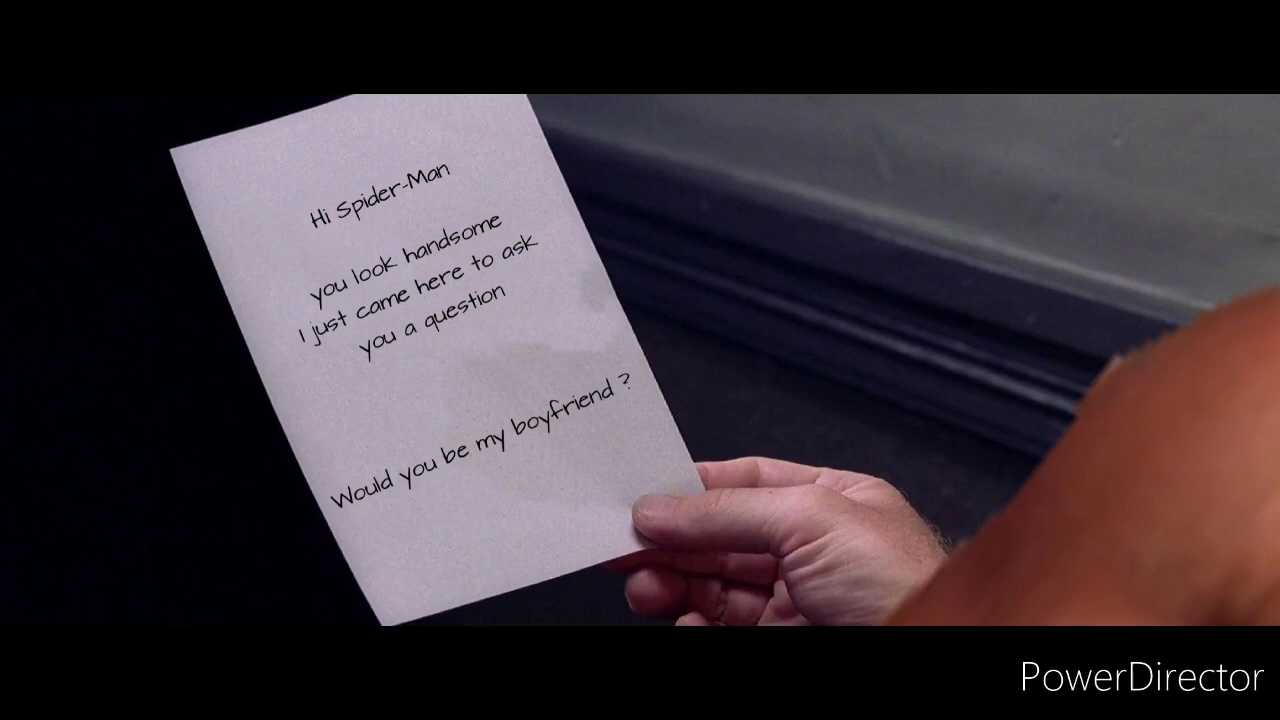 Hi Spider-Man
you look handsome
I just came here to ask
you a question
Would you be my boyfriend ?
PowerDirector